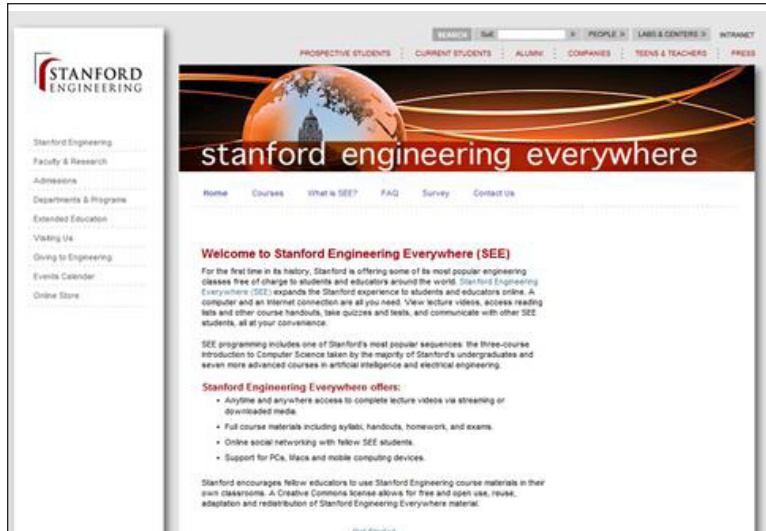 SEARCH SoE PEOPLE » LABS & CENTERS » INTRANET
PROSPECTIVE STUDENTS CURRENT STUDENTS ALUMNI COMPANIES TEENS & TEACHERS PRESS
STANFORD
ENGINEERING
stanford engineering everywhere
Stanford Engineering
Faculty & Research
Admissions
Departments & Programs
Extended Education
Visiting Us
Giving to Engineering
Events Calendar
Online Store
Home Courses What is SEE? FAQ Survey Contact Us
Welcome to Stanford Engineering Everywhere (SEE)
For the first time in its history, Stanford is offering some of its most popular engineering
classes free of charge to students and educators around the world. Stanford Engineering
Everywhere (SEE) expands the Stanford experience to students and educators online. A
computer and an Internet connection are all you need. View lecture videos, access reading
lists and other course handouts, take quizzes and tests, and communicate with other SEE
students, all at your convenience.
SEE programming includes one of Stanford's most popular sequences: the three-course
Introduction to Computer Science taken by the majority of Stanford's undergraduates and
seven more advanced courses in artificial intelligence and electrical engineering.
Stanford Engineering Everywhere offers:
• Anytime and anywhere access to complete lecture videos via streaming or
downloaded media.
• Full course materials including syllabi, handouts, homework, and exams.
• Online social networking with fellow SEE students.
• Support for PCs, Macs and mobile computing devices.
Stanford encourages fellow educators to use Stanford Engineering course materials in their
own classrooms. A Creative Commons license allows for free and open use, reuse,
adaptation and redistribution of Stanford Engineering Everywhere material.